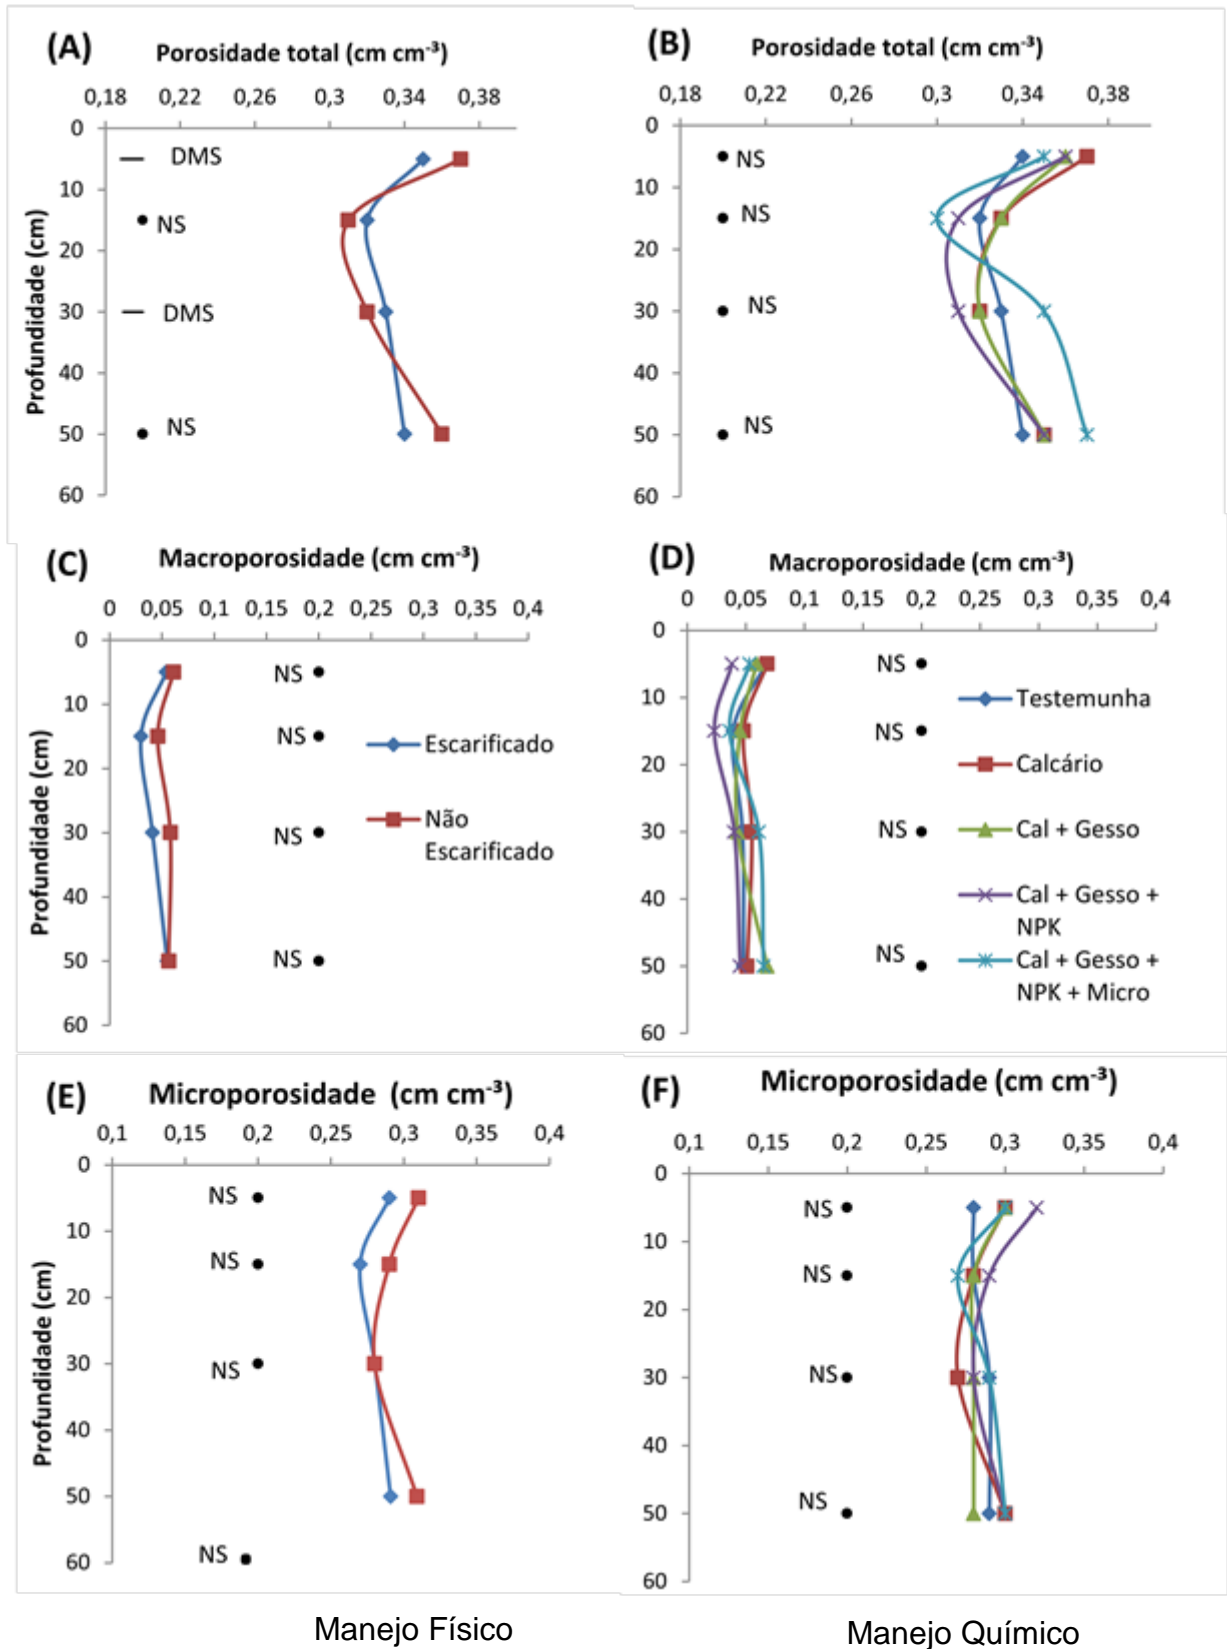 (A) Porosidade total (cm cm⁻³)
0,18 0,22 0,26 0,3 0,34 0,38
0
10
20
30
40
50
60
Profundidade (cm)
DMS
NS
DMS
NS
(B) Porosidade total (cm cm⁻³)
0,18 0,22 0,26 0,3 0,34 0,38
0
10
20
30
40
50
60
NS
NS
NS
NS
(C) Macroporosidade (cm cm⁻³)
0 0,05 0,1 0,15 0,2 0,25 0,3 0,35 0,4
0
10
20
30
40
50
60
Profundidade (cm)
NS
NS
NS
NS
Escarificado
Não
Escarificado
(D) Macroporosidade (cm cm⁻³)
0 0,05 0,1 0,15 0,2 0,25 0,3 0,35 0,4
0
10
20
30
40
50
60
NS
NS
NS
NS
Testemunha
Calcário
Cal + Gesso
Cal + Gesso +
NPK
Cal + Gesso +
NPK + Micro
(E) Microporosidade (cm cm⁻³)
0,1 0,15 0,2 0,25 0,3 0,35 0,4
0
10
20
30
40
50
60
Profundidade (cm)
NS
NS
NS
NS
(F) Microporosidade (cm cm⁻³)
0,1 0,15 0,2 0,25 0,3 0,35 0,4
0
10
20
30
40
50
60
NS
NS
NS
NS
Manejo Físico
Manejo Químico